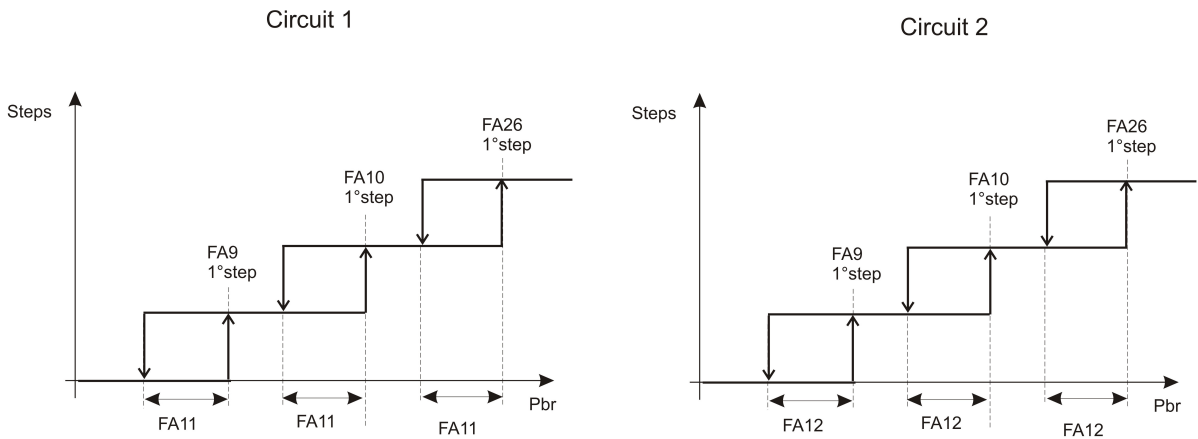 Circuit 1
Steps
FA26
1°step
FA10
1°step
FA9
1°step
Pbr
FA11
FA11
FA11
Circuit 2
Steps
FA26
1°step
FA10
1°step
FA9
1°step
Pbr
FA12
FA12
FA12